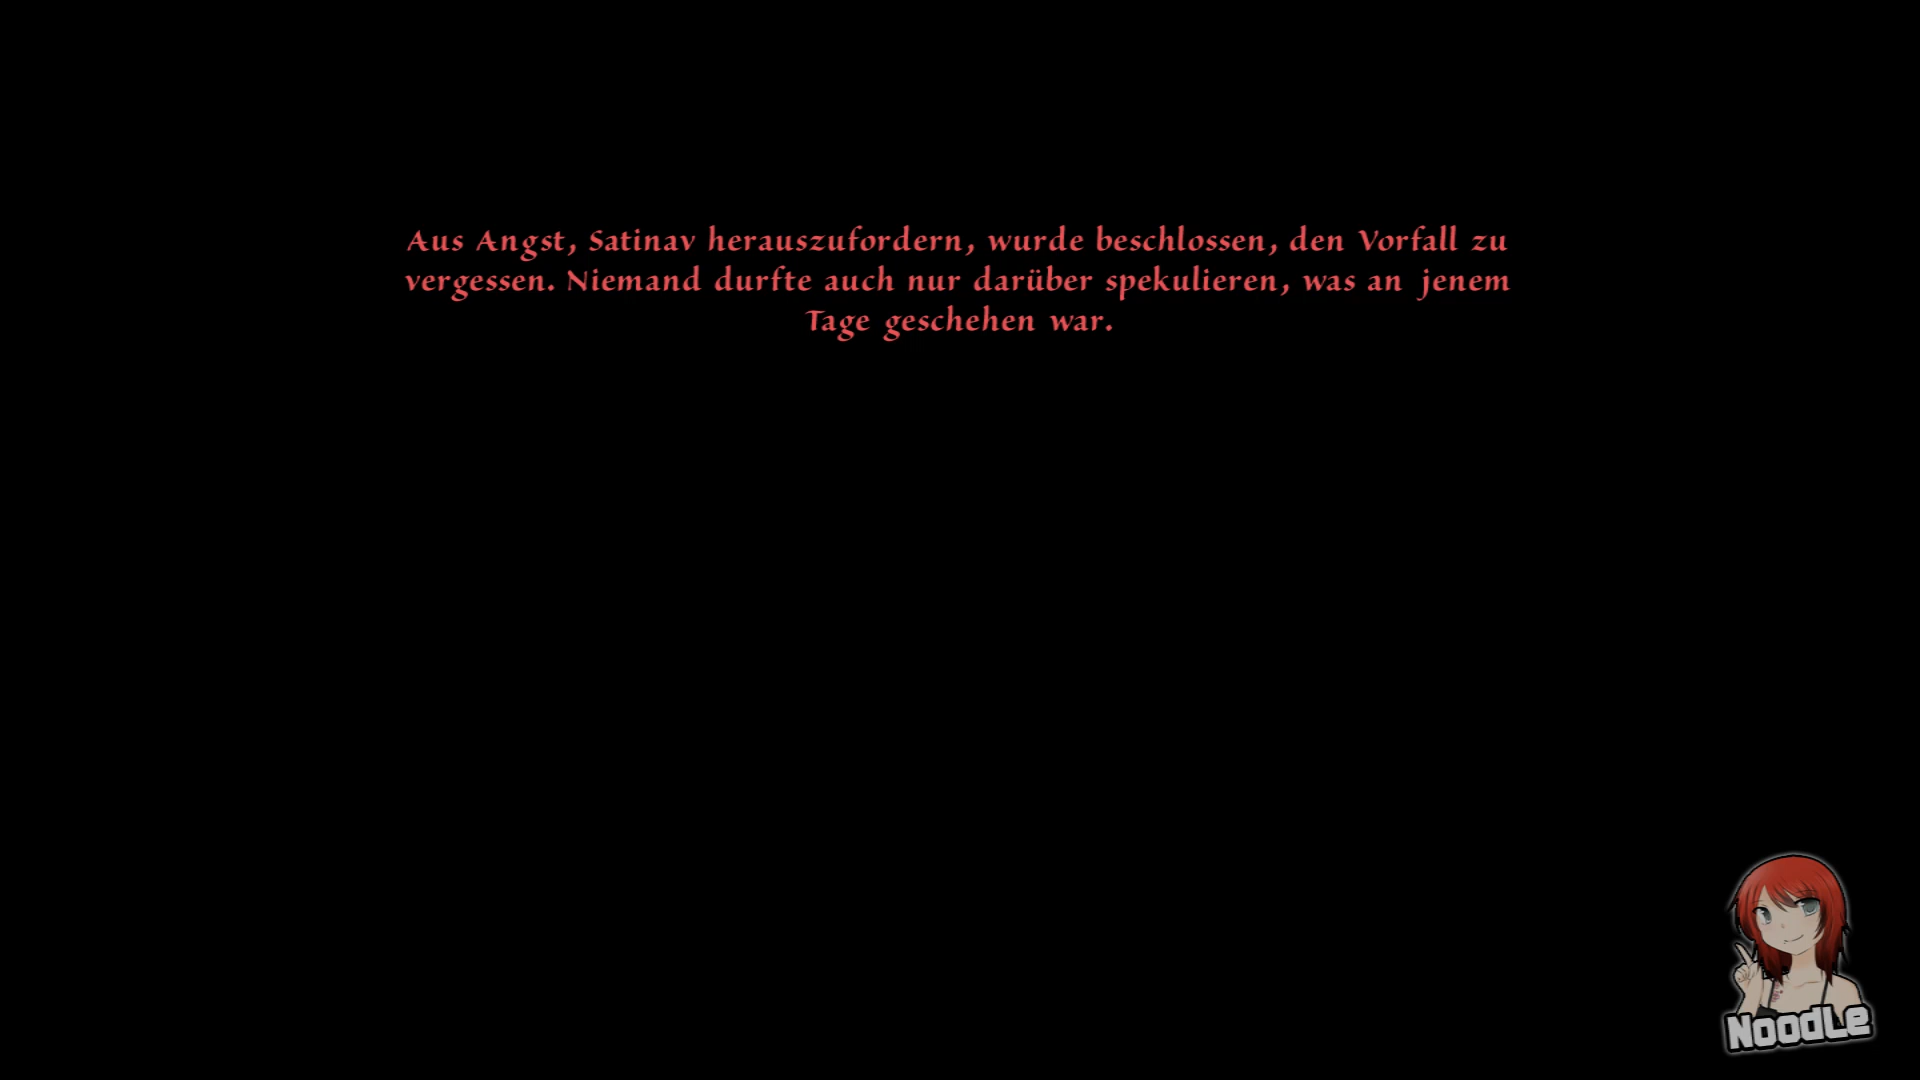 Aus Angst, Satinav herauszufordern, wurde beschlossen, den Vorfall zu
vergessen. Niemand durfte auch nur darüber spekulieren, was an jenem
Tage geschehen war.
NoodLe